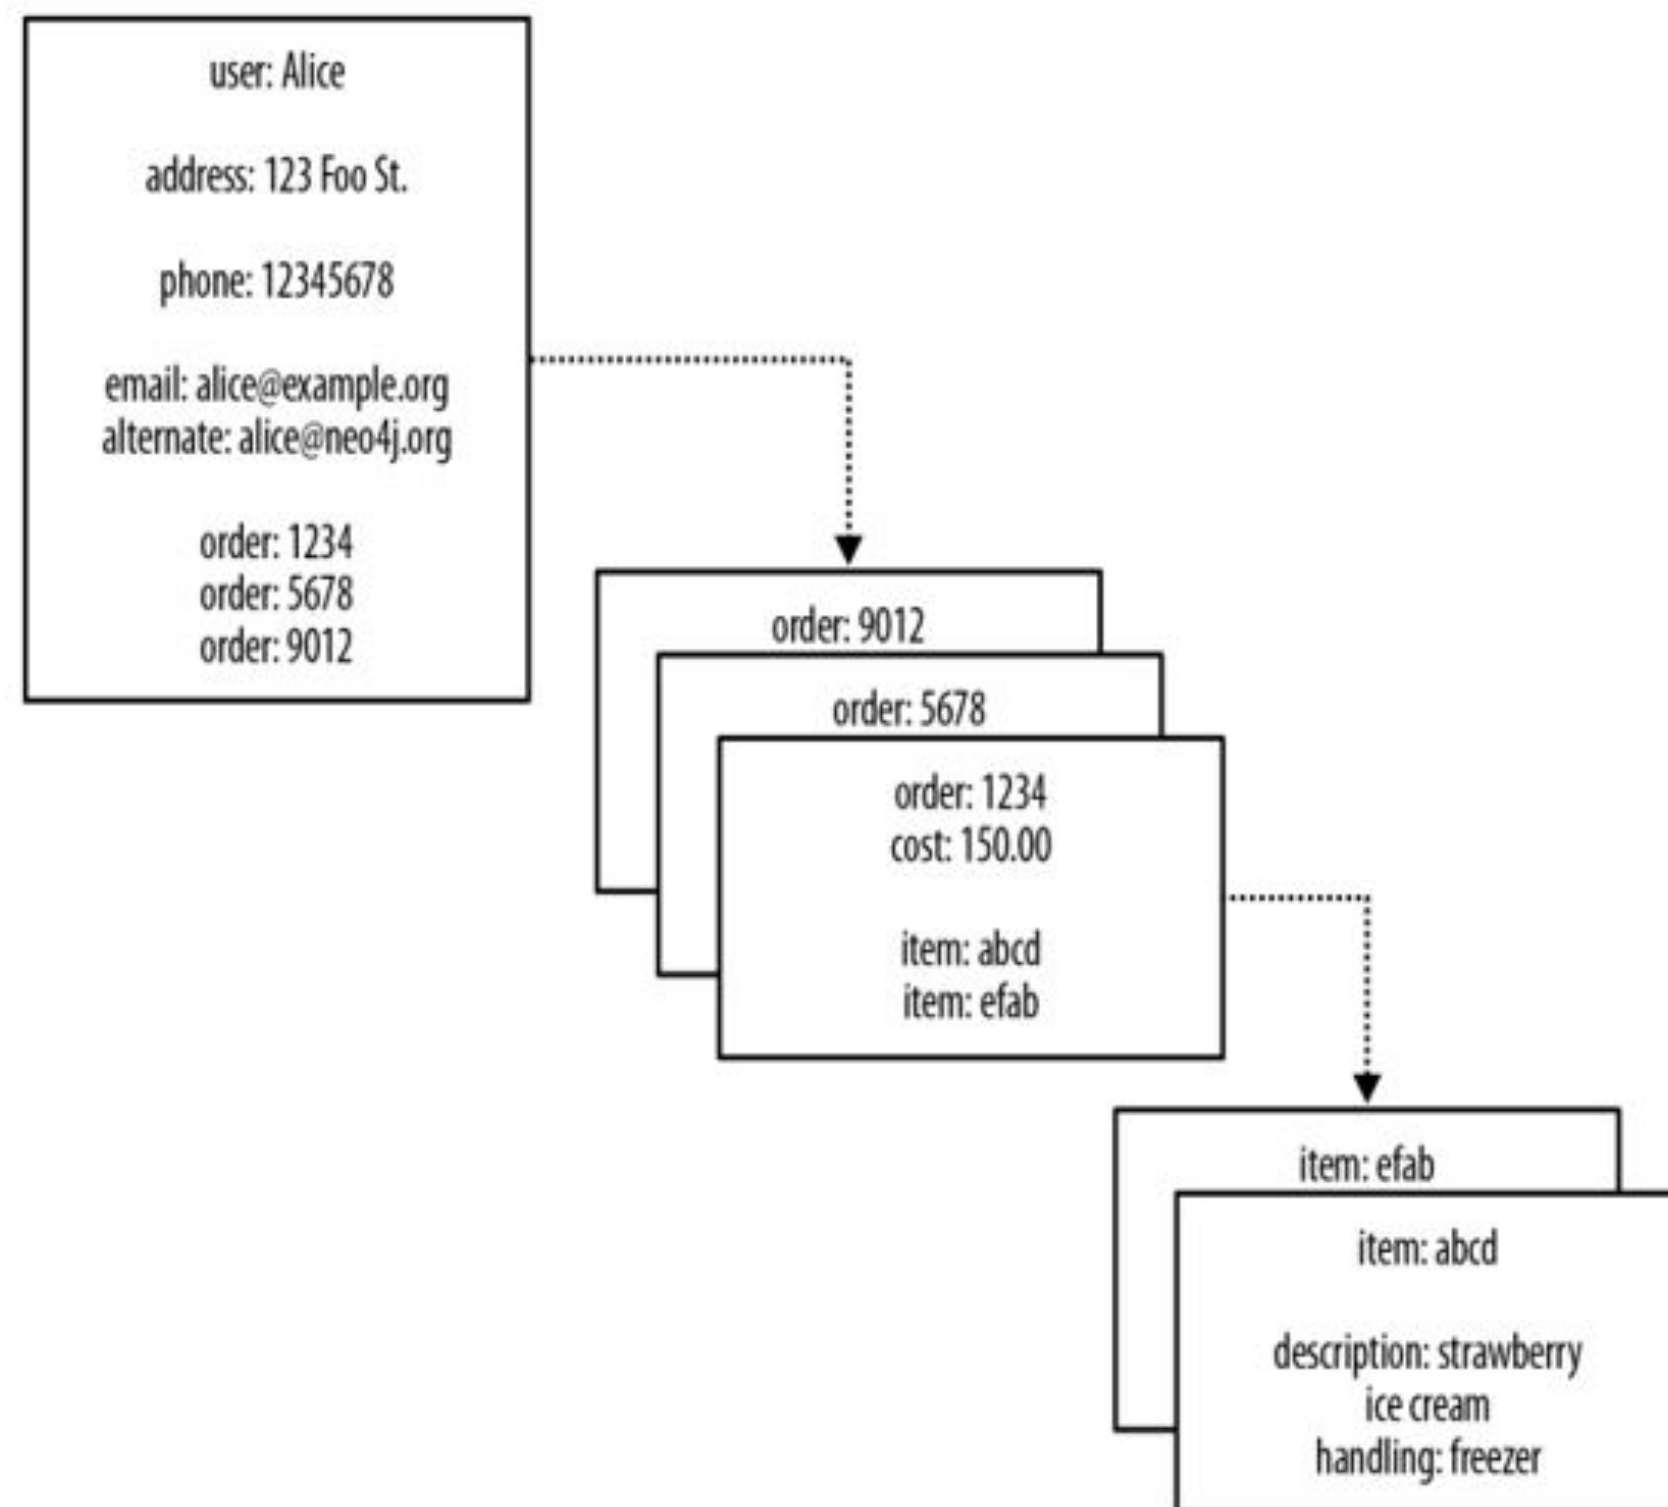 user: Alice
address: 123 Foo St.
phone: 12345678
email: alice@example.org
alternate: alice@neo4j.org
order: 1234
order: 5678
order: 9012
order: 9012
order: 5678
order: 1234
cost: 150.00
item: abcd
item: efab
item: efab
item: abcd
description: strawberry
ice cream
handling: freezer